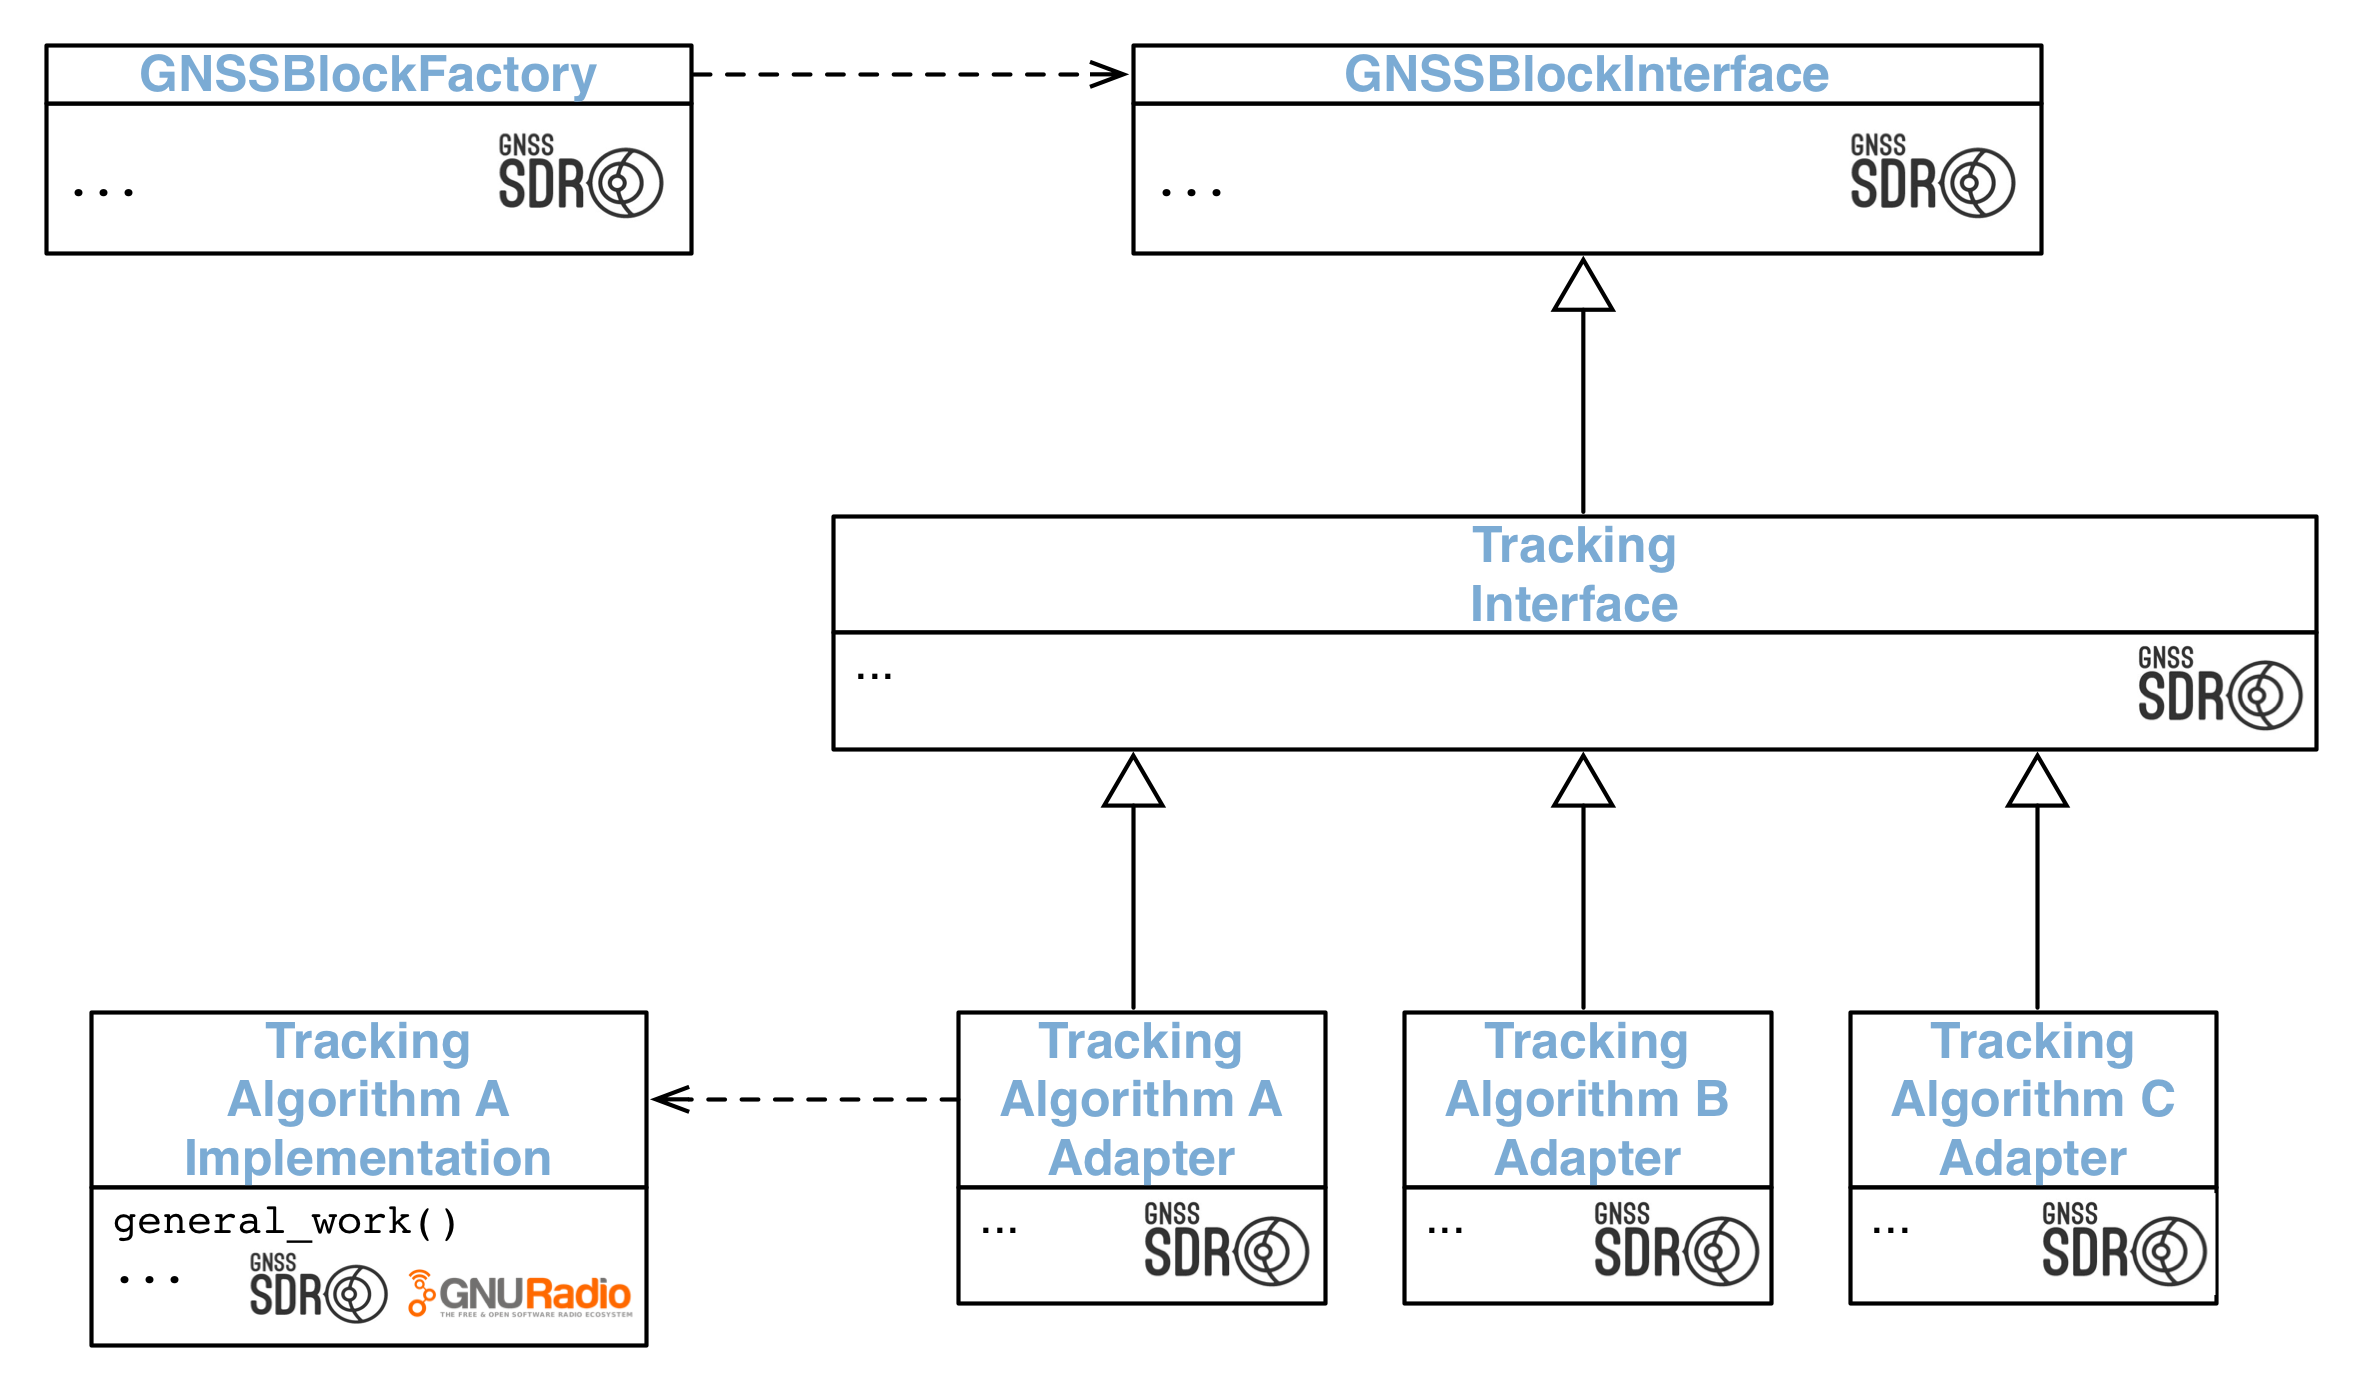 GNSSBlockFactory
...
GNSS
SDR
GNSSBlockInterface
...
GNSS
SDR
Tracking
Interface
...
GNSS
SDR
Tracking
Algorithm A
Implementation
general_work()
...
GNSS
SDR
GNURadio
THE FREE & OPEN SOFTWARE RADIO ECOSYSTEM
Tracking
Algorithm A
Adapter
...
GNSS
SDR
Tracking
Algorithm B
Adapter
...
GNSS
SDR
Tracking
Algorithm C
Adapter
...
GNSS
SDR